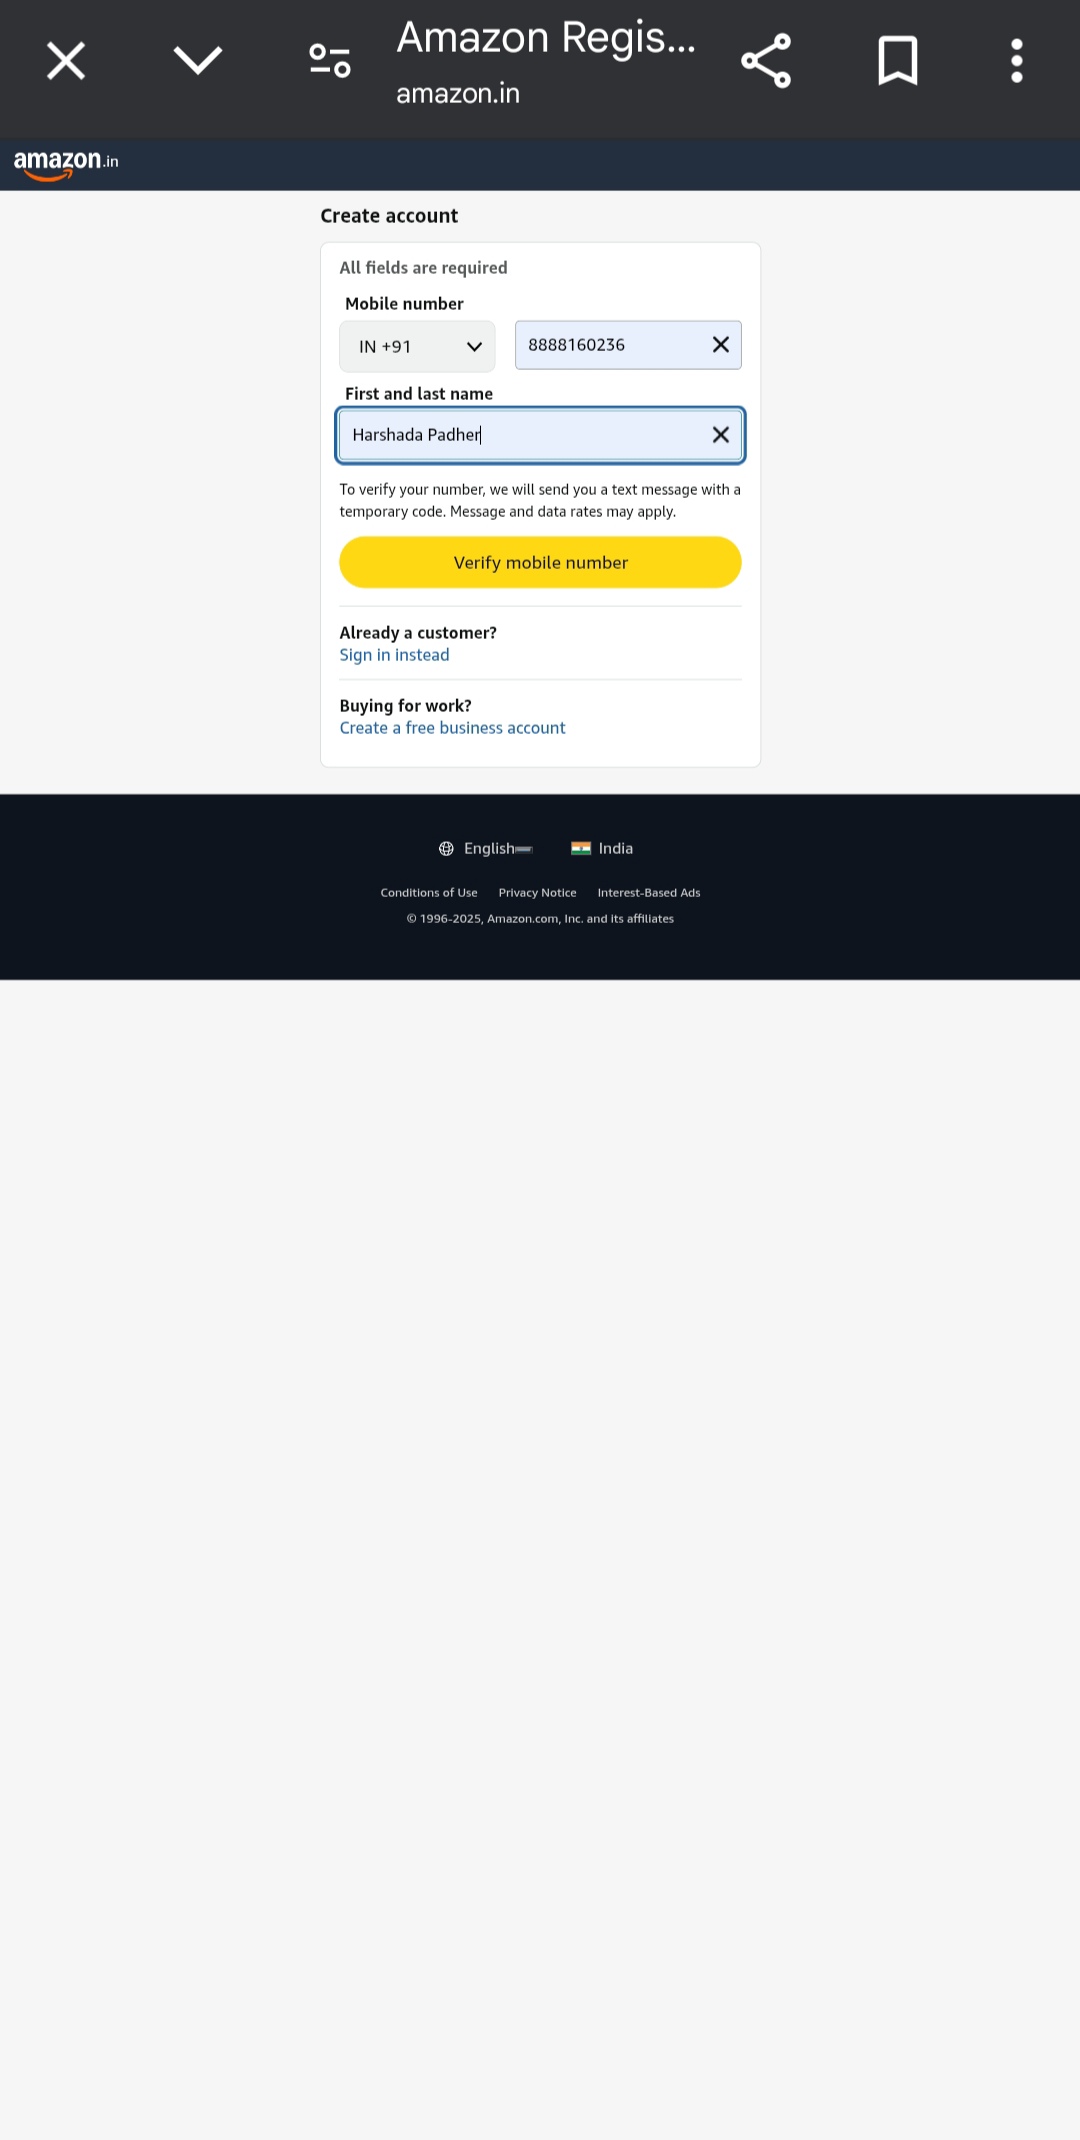 Amazon Regis...
amazon.in
amazon.in
Create account
All fields are required
Mobile number
IN +91
8888160236
First and last name
Harshada Padher
To verify your number, we will send you a text message with a
temporary code. Message and data rates may apply.
Verify mobile number
Already a customer?
Sign in instead
Buying for work?
Create a free business account
English India
Conditions of Use Privacy Notice Interest-Based Ads
© 1996-2025, Amazon.com, Inc. and its affiliates